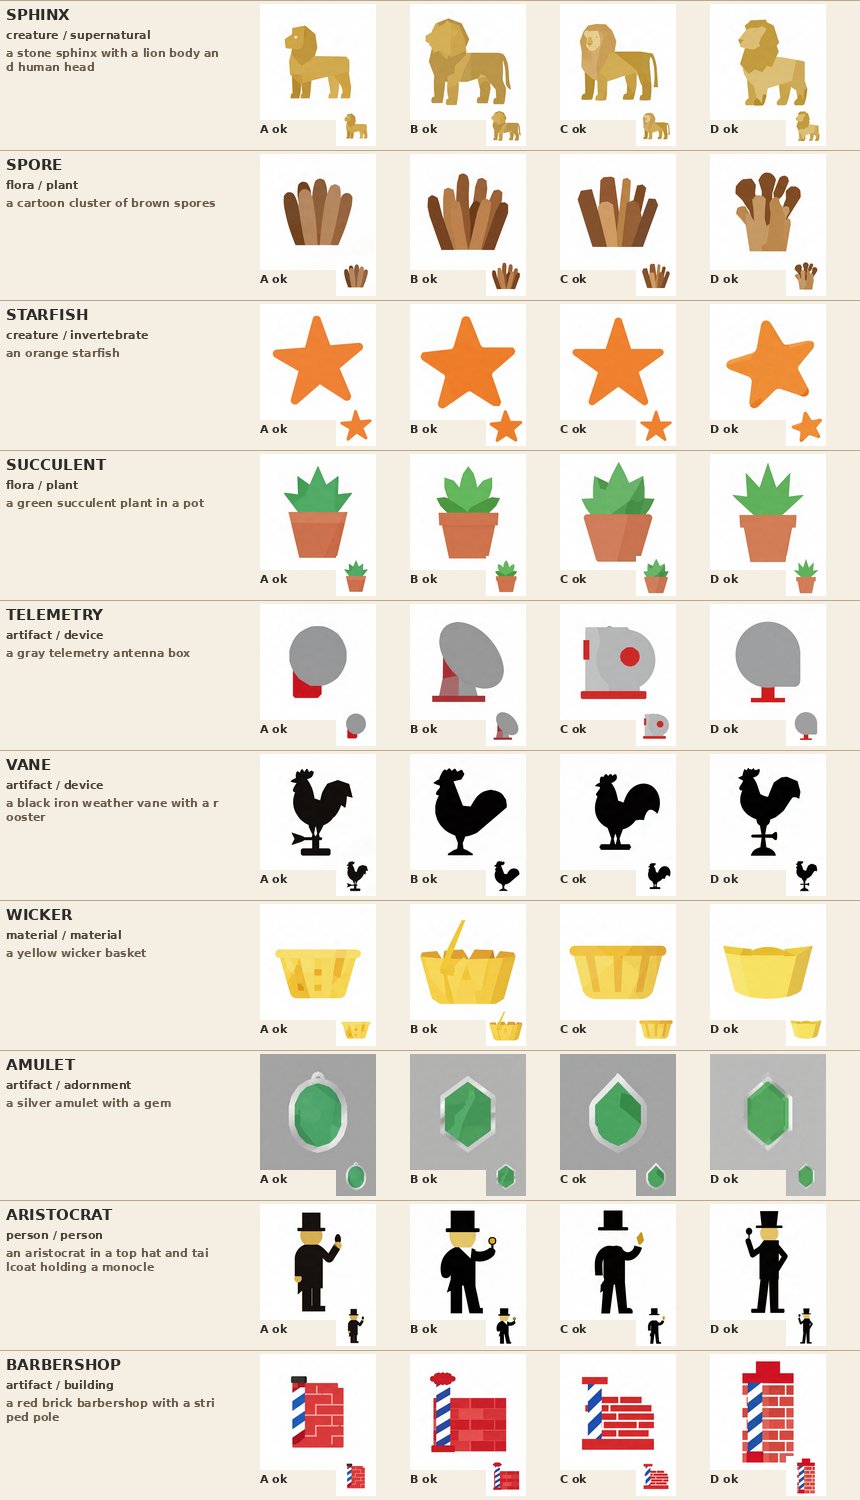 SPHINX
creature / supernatural
a stone sphinx with a lion body an
d human head
A ok
B ok
C ok
D ok
SPORE
flora / plant
a cartoon cluster of brown spores
A ok
B ok
C ok
D ok
STARFISH
creature / invertebrate
an orange starfish
A ok
B ok
C ok
D ok
SUCCULENT
flora / plant
a green succulent plant in a pot
A ok
B ok
C ok
D ok
TELEMETRY
artifact / device
a gray telemetry antenna box
A ok
B ok
C ok
D ok
VANE
artifact / device
a black iron weather vane with a r
ooster
A ok
B ok
C ok
D ok
WICKER
material / material
a yellow wicker basket
A ok
B ok
C ok
D ok
AMULET
artifact / adornment
a silver amulet with a gem
A ok
B ok
C ok
D ok
ARISTOCRAT
person / person
an aristocrat in a top hat and tai
lcoat holding a monocle
A ok
B ok
C ok
D ok
BARBERSHOP
artifact / building
a red brick barbershop with a stri
ped pole
A ok
B ok
C ok
D ok